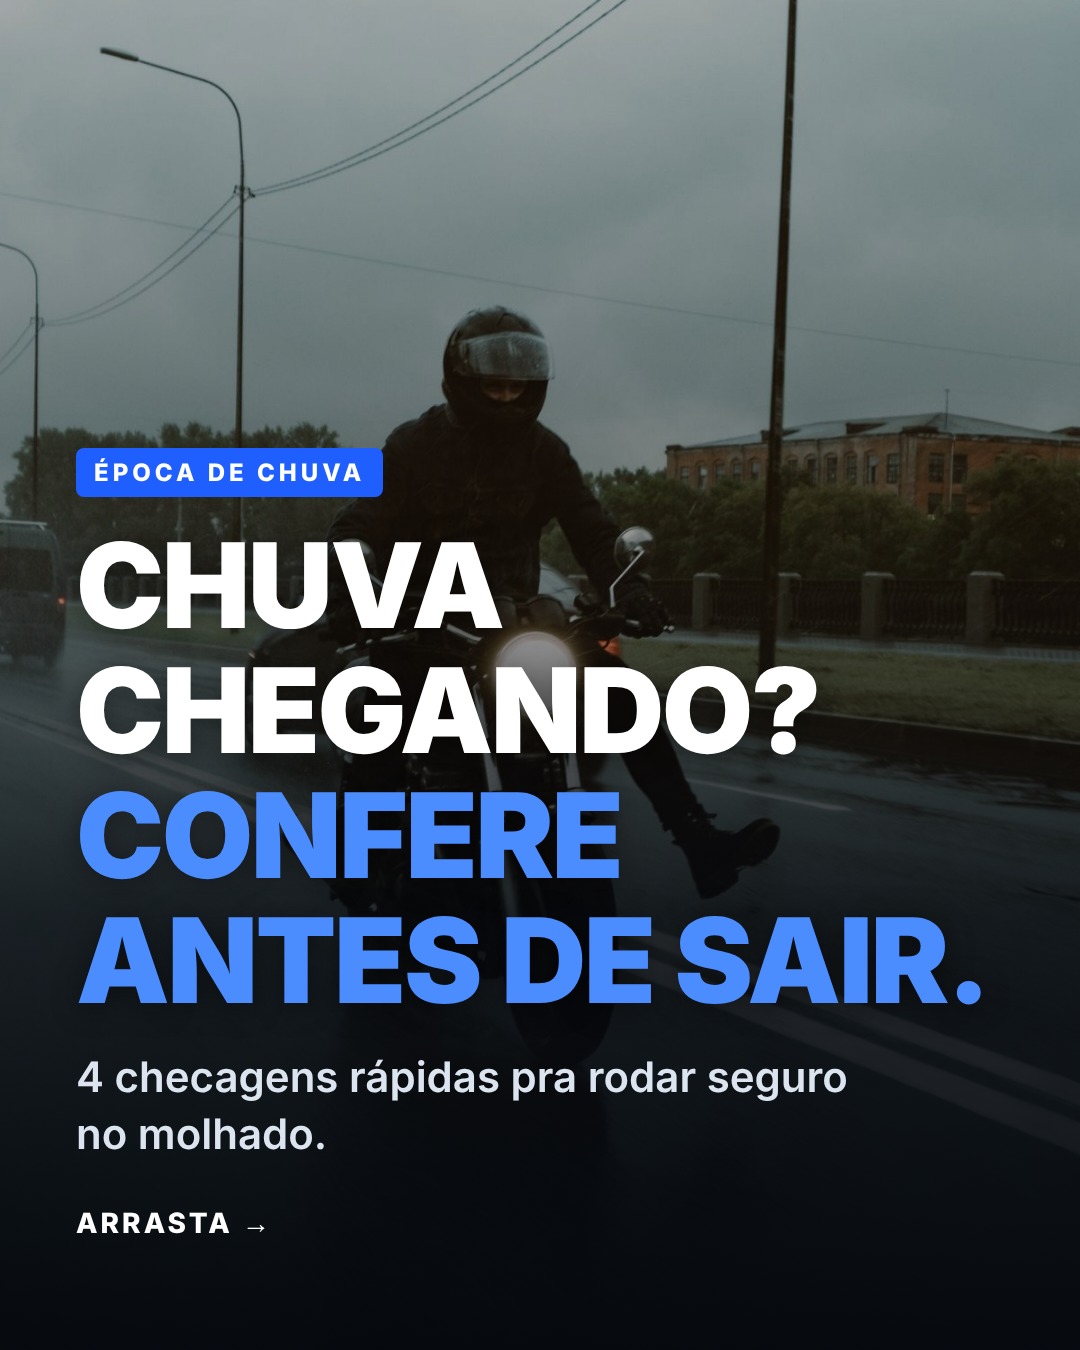 ÉPOCA DE CHUVA
CHUVA
CHEGANDO?
CONFERE
ANTES DE SAIR.
4 checagens rápidas pra rodar seguro
no molhado.
ARRASTA →